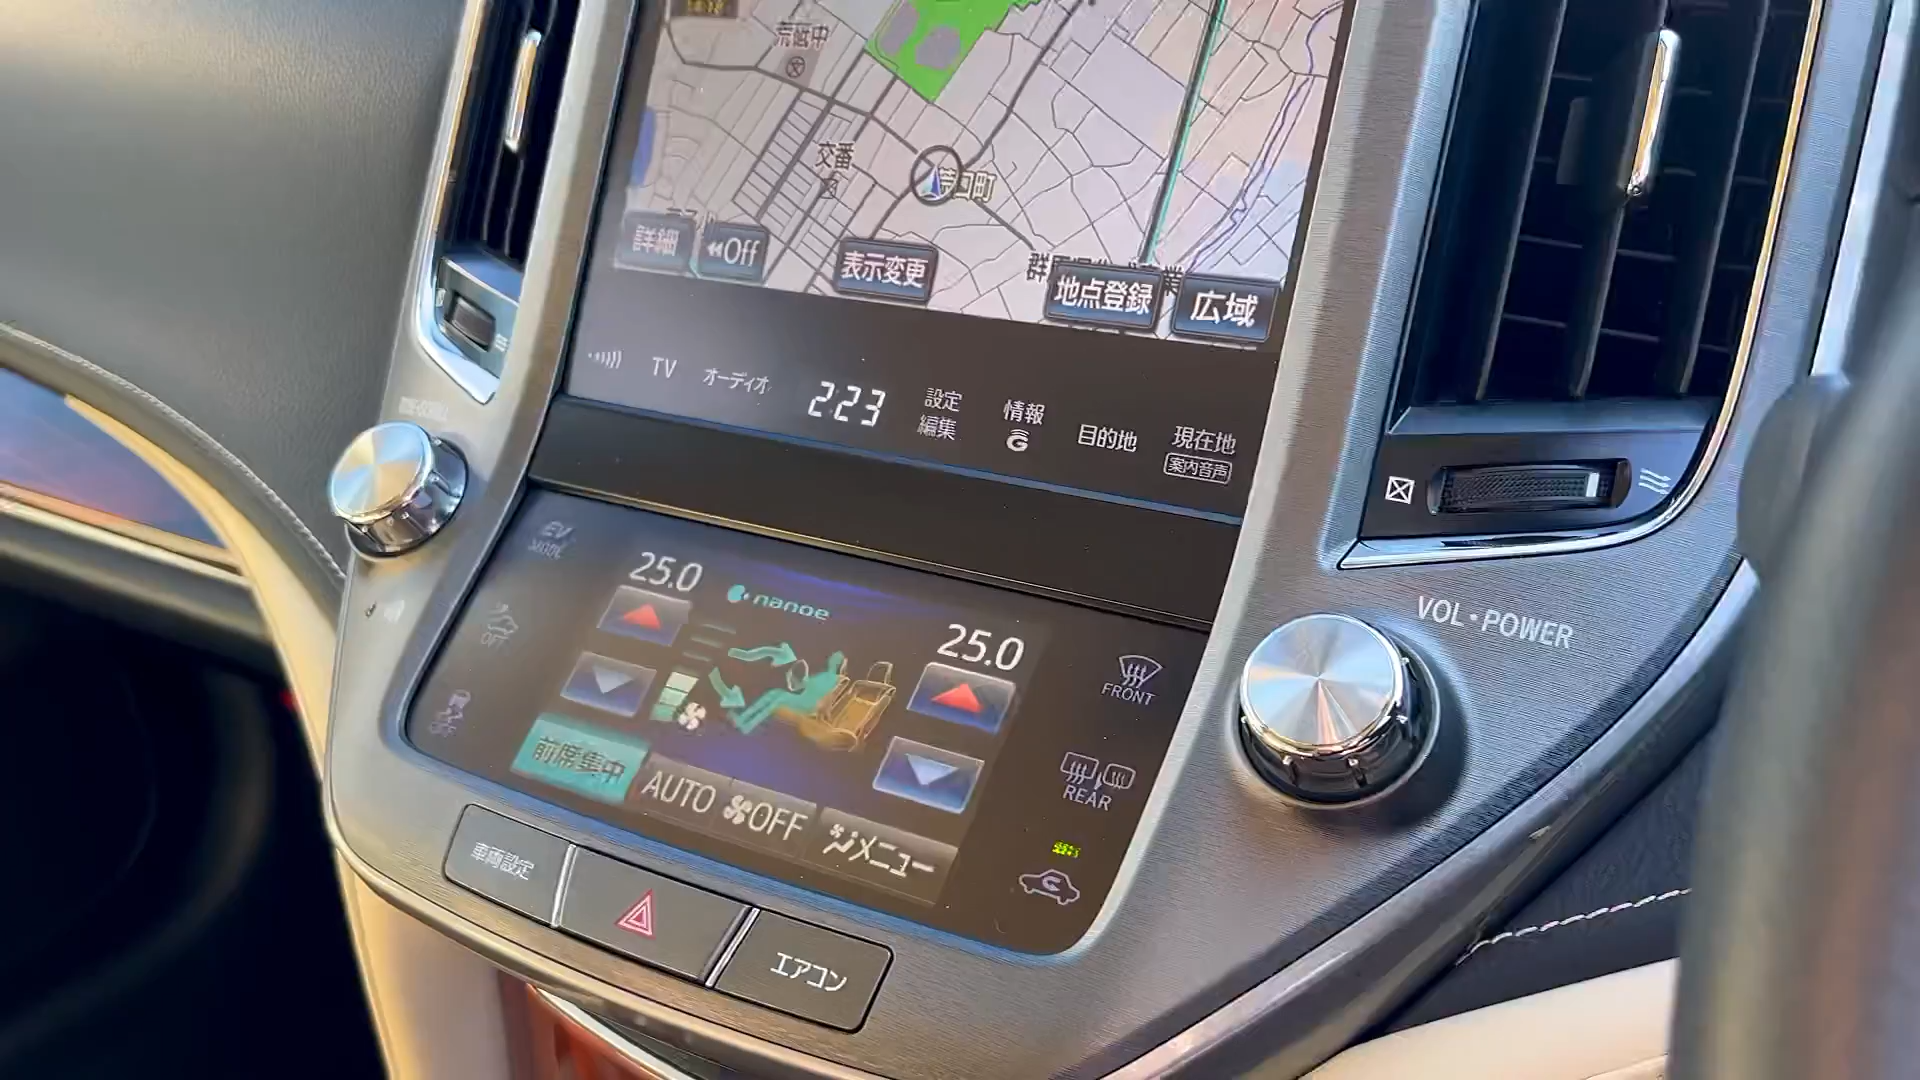 交番
詳細
Off
表示変更
地点登録
広域
TV
オーディオ
2:23
設定
編集
情報
G
目的地
現在地
案内音声
EV
MODE
25.0
nanoe
25.0
OFF
OFF
前席集中
AUTO
OFF
メニュー
FRONT
REAR
車両設定
エアコン
VOL・POWER